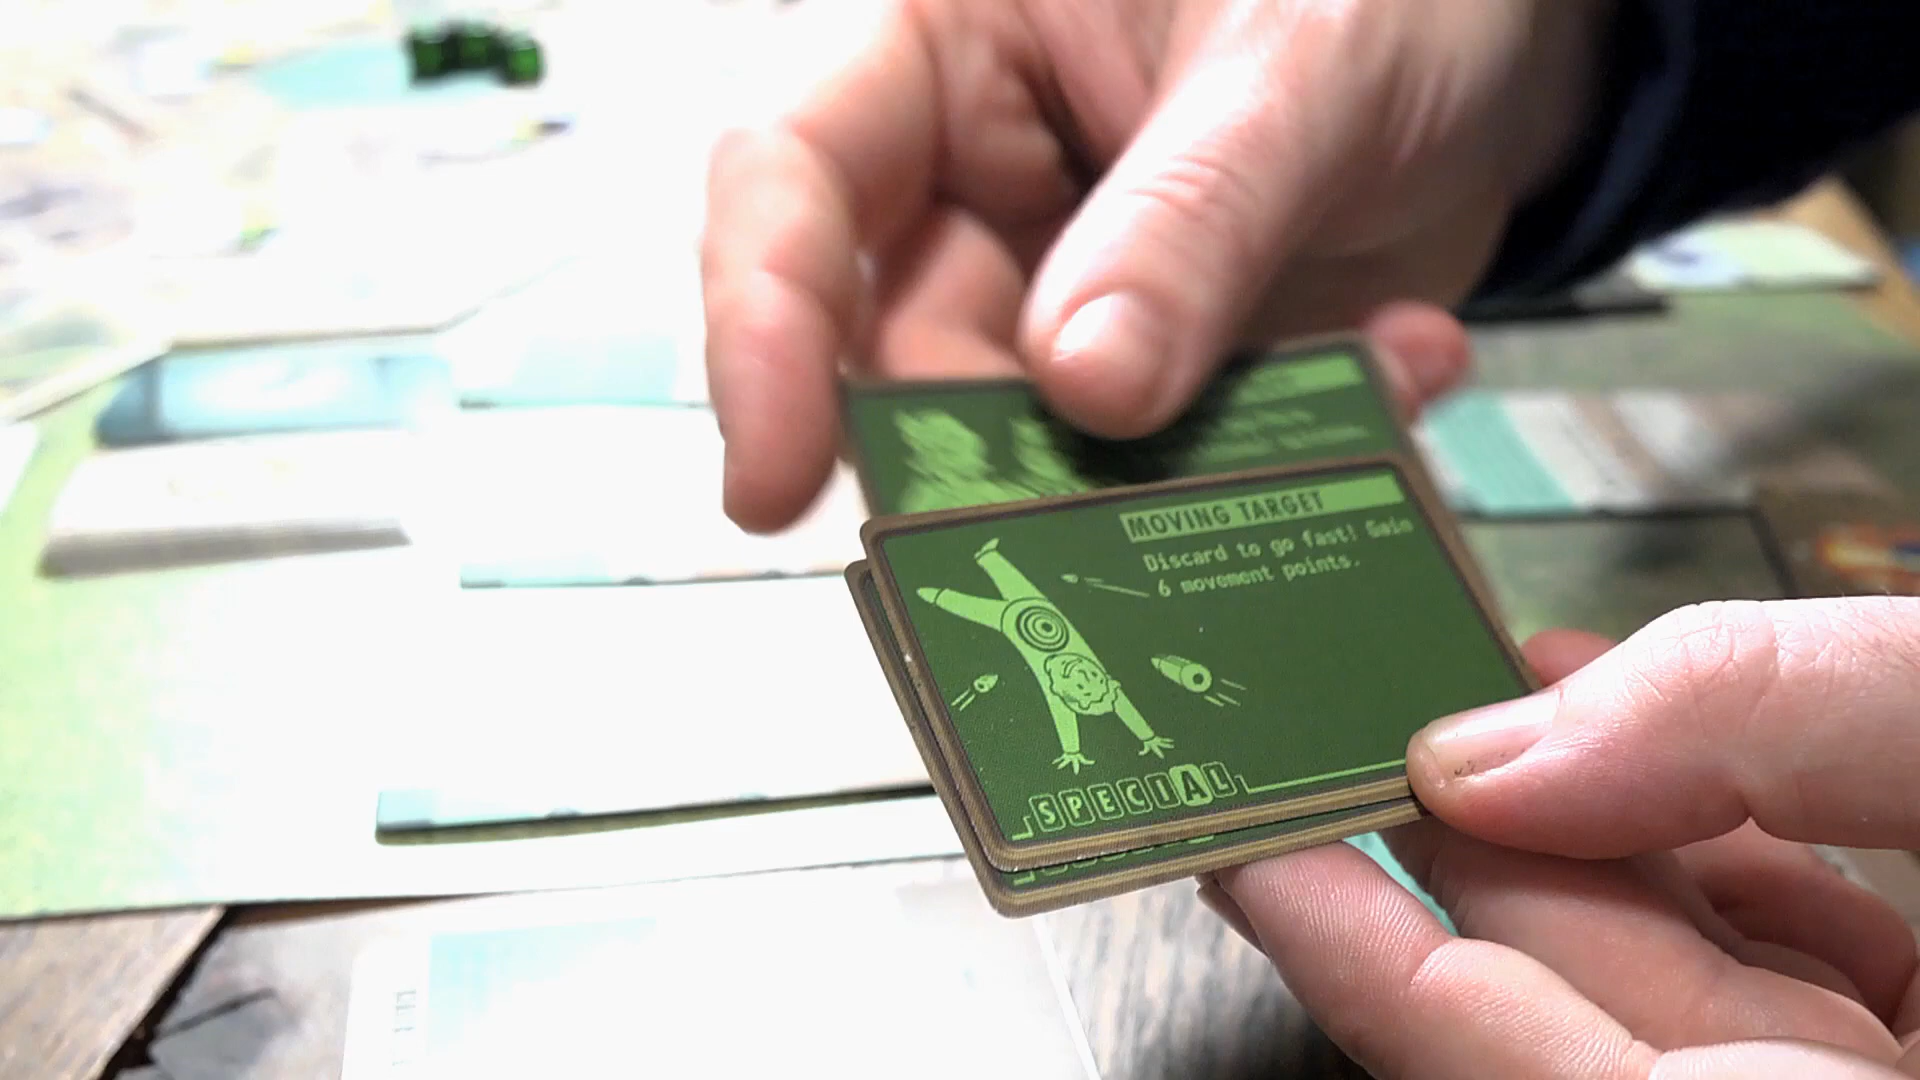 MOVING TARGET
Discard to go fast! Gain
6 movement points.
SPECIAL